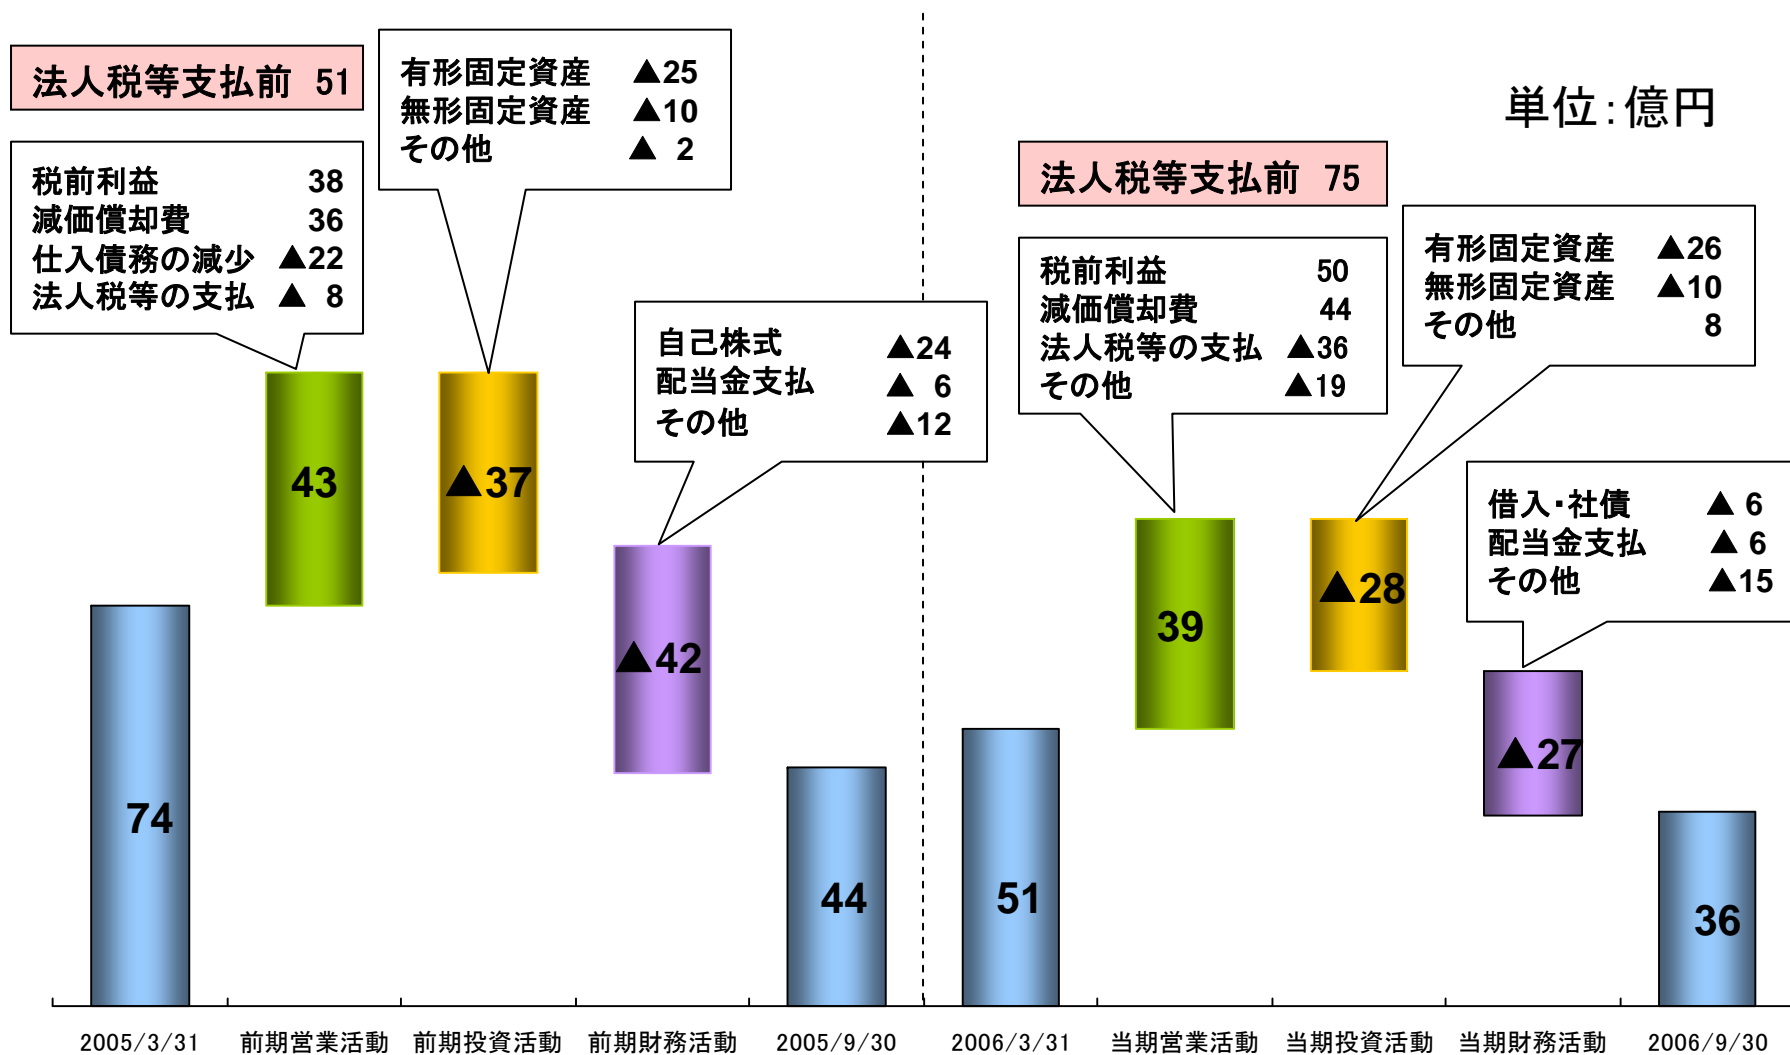 法人税等支払前 51
税前利益 38
減価償却費 36
仕入債務の減少 ▲22
法人税等の支払 ▲ 8
有形固定資産 ▲25
無形固定資産 ▲10
その他 ▲ 2
自己株式 ▲24
配当金支払 ▲ 6
その他 ▲12
単位：億円
法人税等支払前 75
税前利益 50
減価償却費 44
法人税等の支払 ▲36
その他 ▲19
有形固定資産 ▲26
無形固定資産 ▲10
その他 8
借入・社債 ▲ 6
配当金支払 ▲ 6
その他 ▲15
74
43
▲37
▲42
44
51
39
▲28
▲27
36
2005/3/31
前期営業活動
前期投資活動
前期財務活動
2005/9/30
2006/3/31
当期営業活動
当期投資活動
当期財務活動
2006/9/30